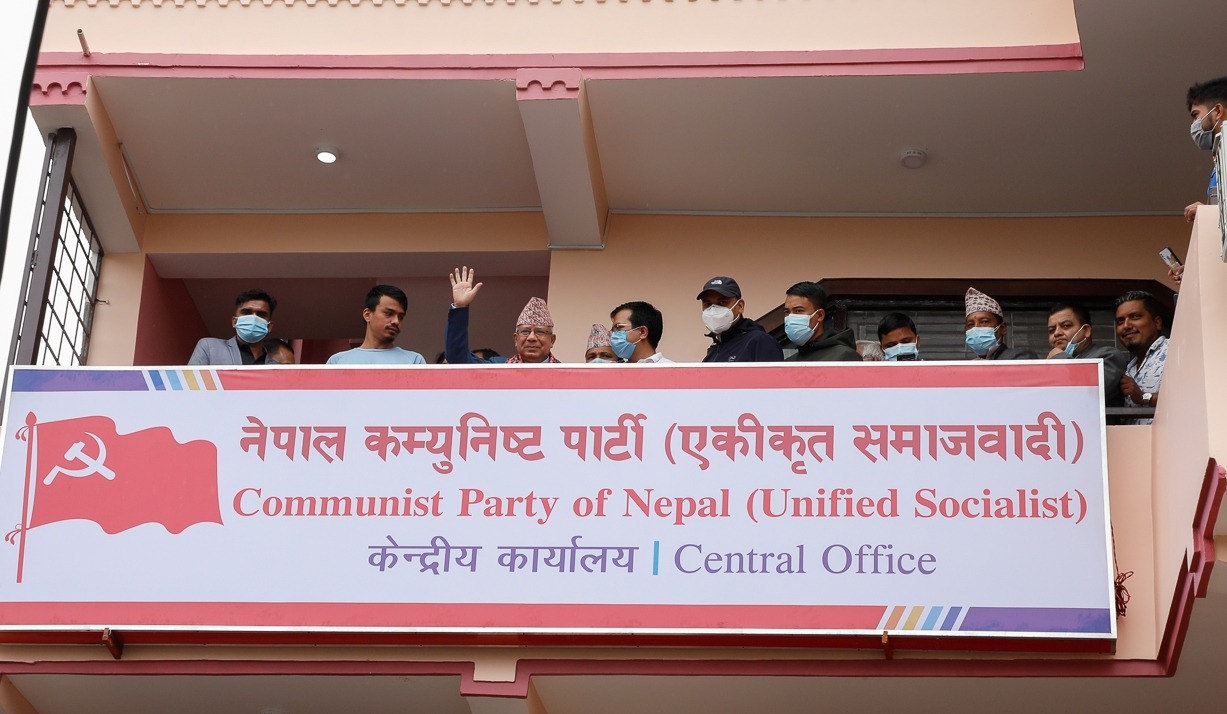 नेपाल कम्युनिष्ट पार्टी (एकीकृत समाजवादी)
Communist Party of Nepal (Unified Socialist)
केन्द्रीय कार्यालय | Central Office